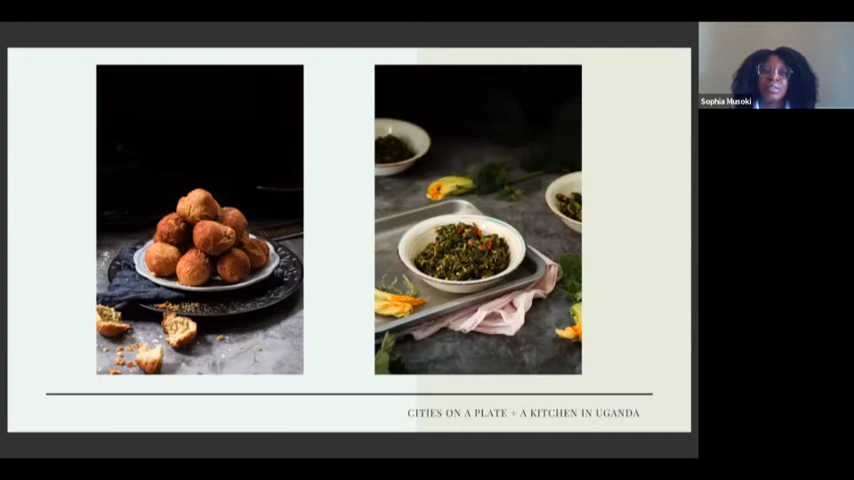 Sophia Musoki
CITIES ON A PLATE + A KITCHEN IN UGANDA